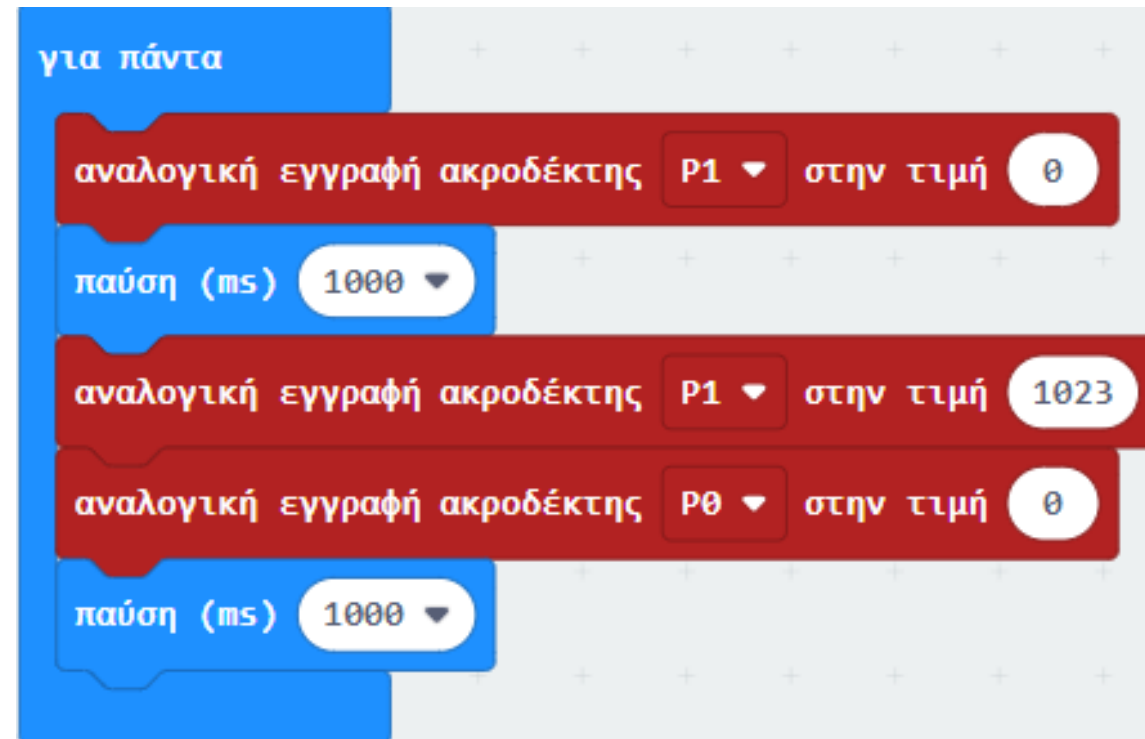 για πάντα
αναλογική εγγραφή ακροδέκτης P1 στην τιμή 0
παύση (ms) 1000
αναλογική εγγραφή ακροδέκτης P1 στην τιμή 1023
αναλογική εγγραφή ακροδέκτης P0 στην τιμή 0
παύση (ms) 1000